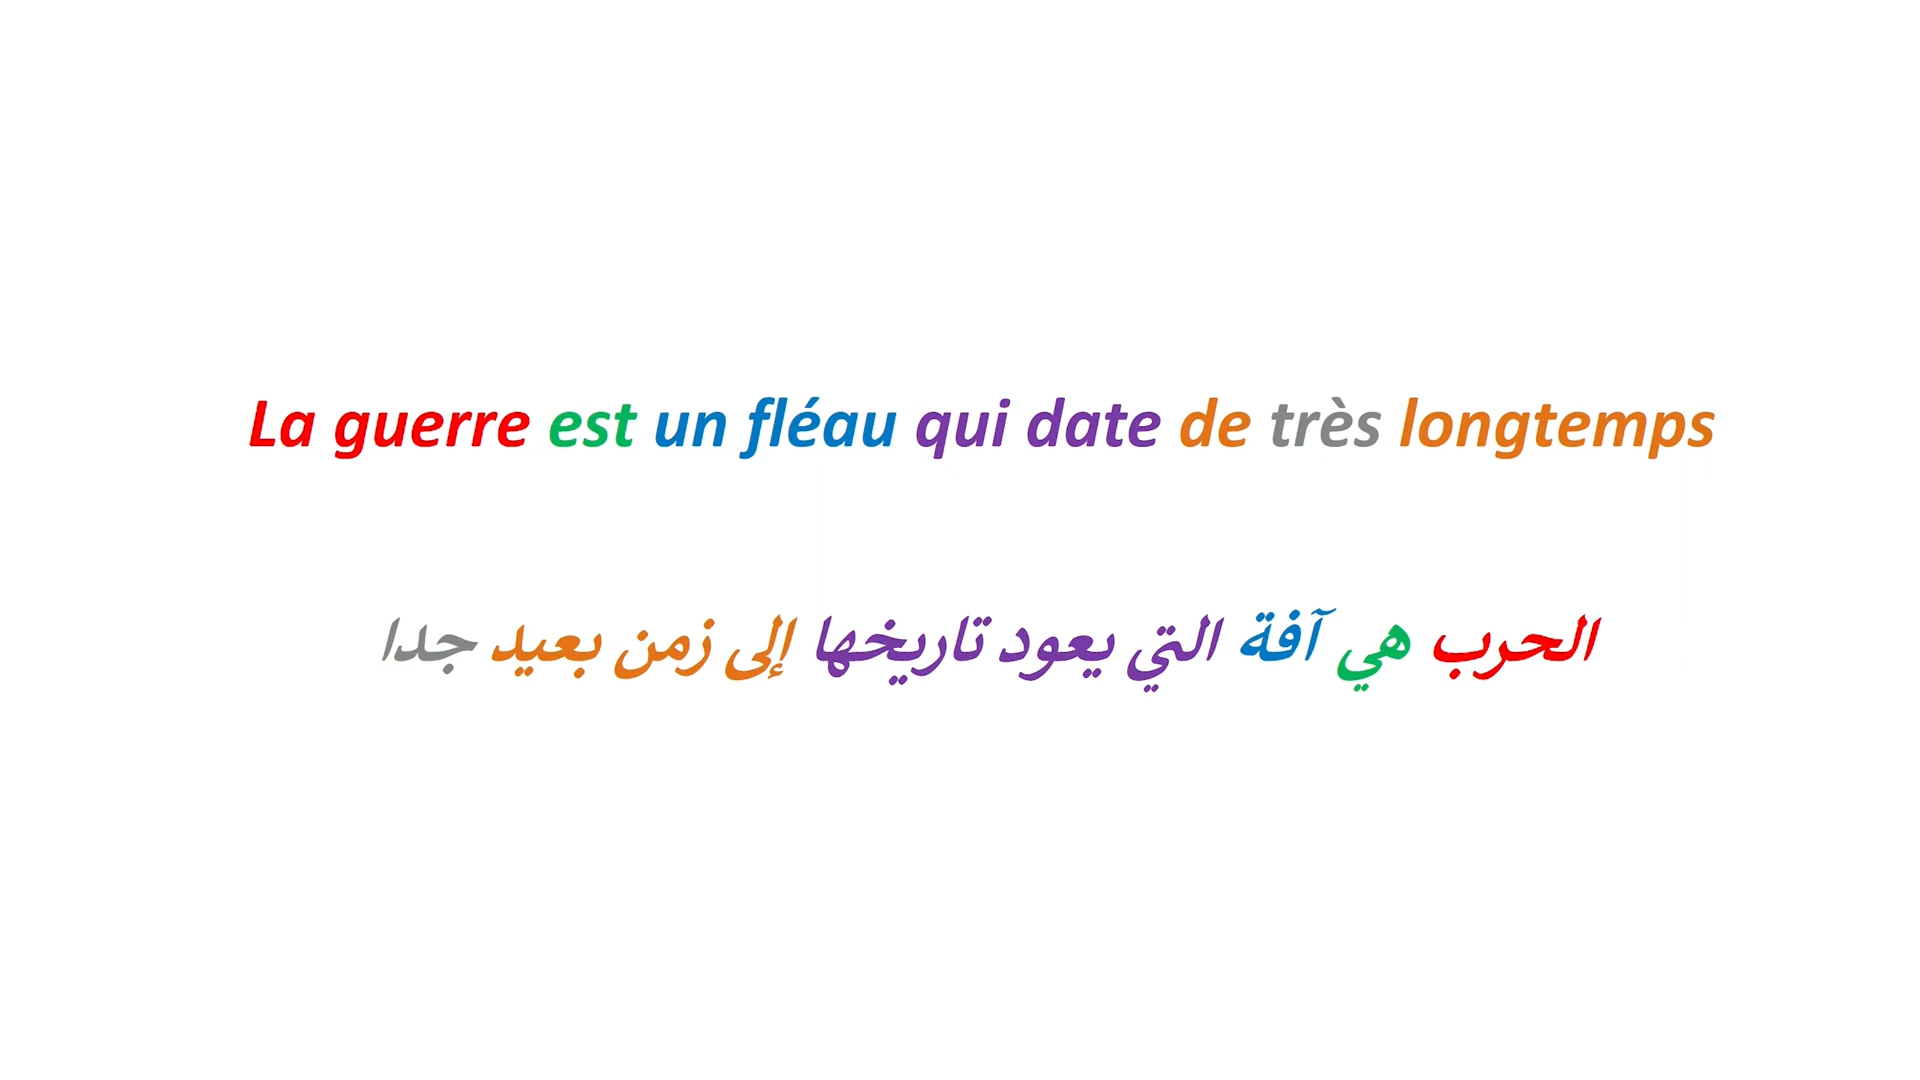 La guerre est un fléau qui date de très longtemps
الحرب هي آفة التي يعود تاريخها إلى زمن بعيد جدا